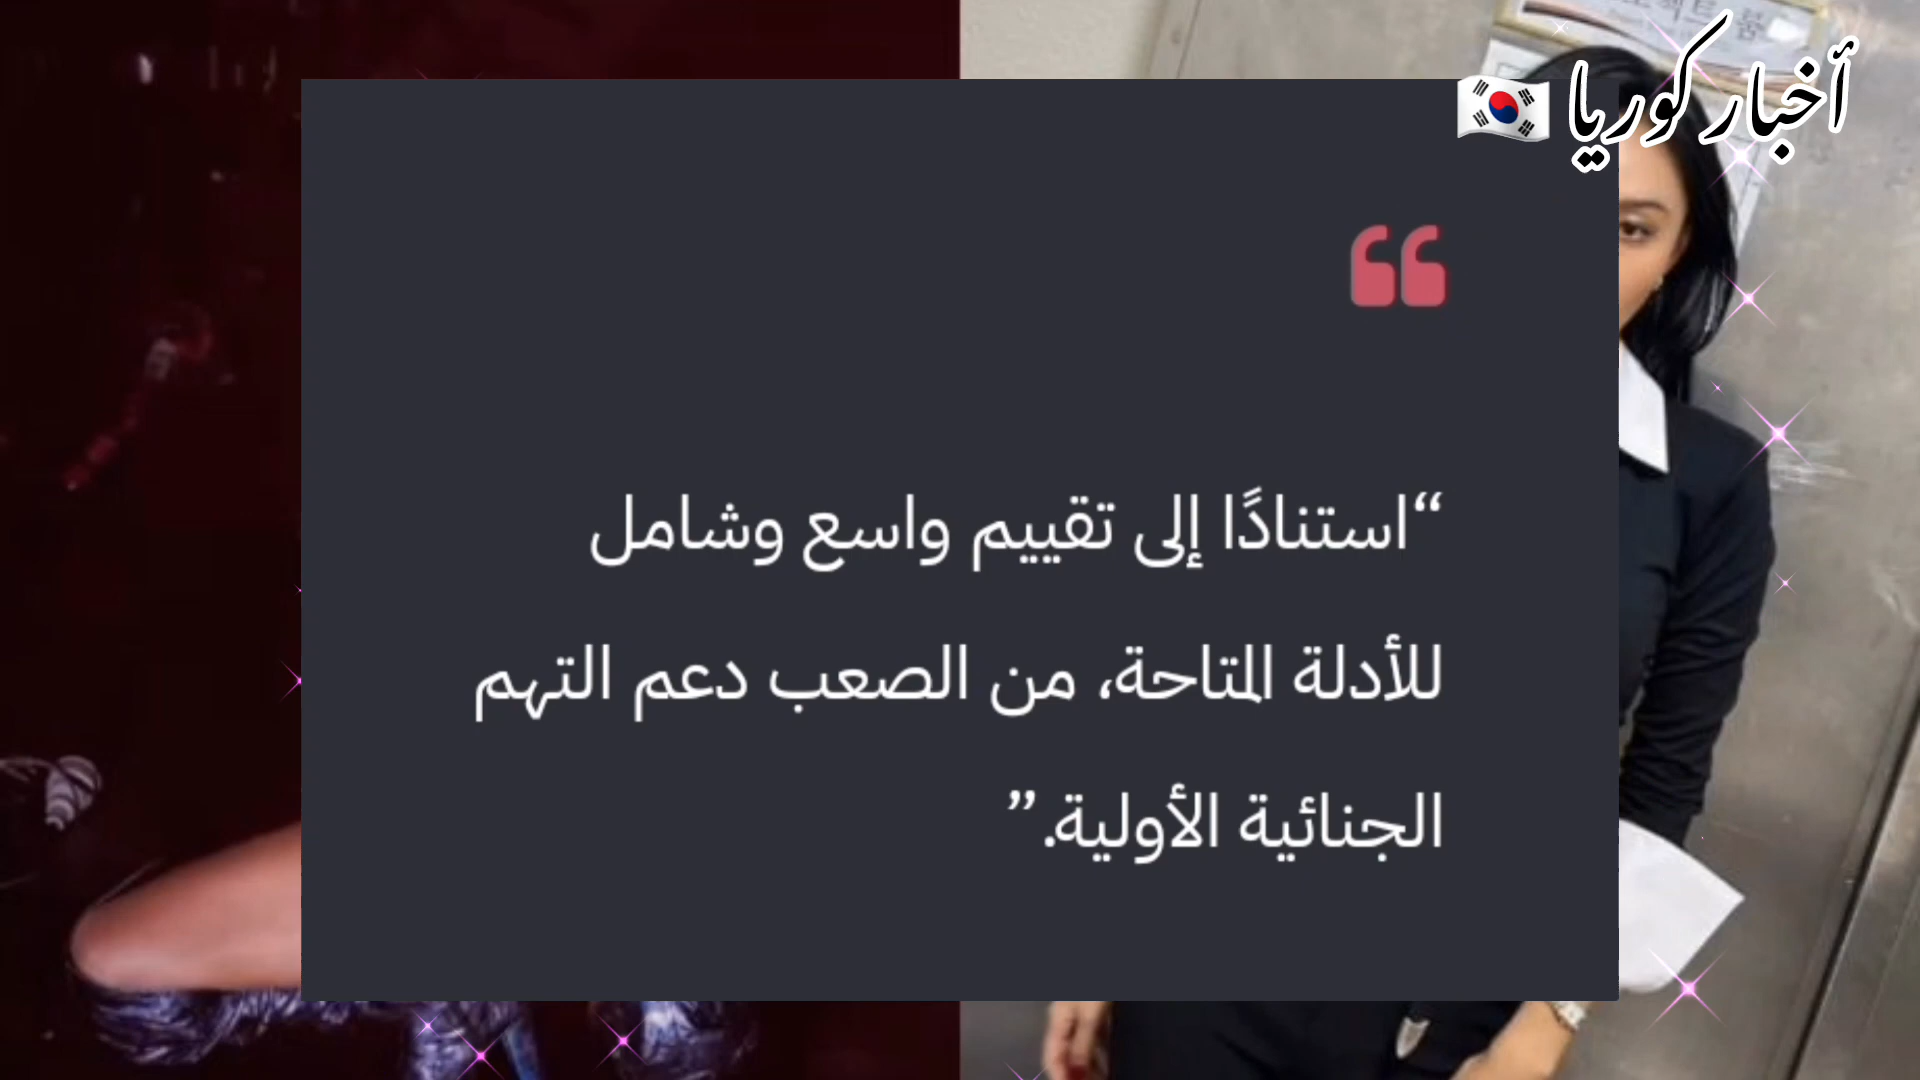 أخبار كوريا
“استنادًا إلى تقييم واسع وشامل
للأدلة المتاحة، من الصعب دعم التهم
الجنائية الأولية.”